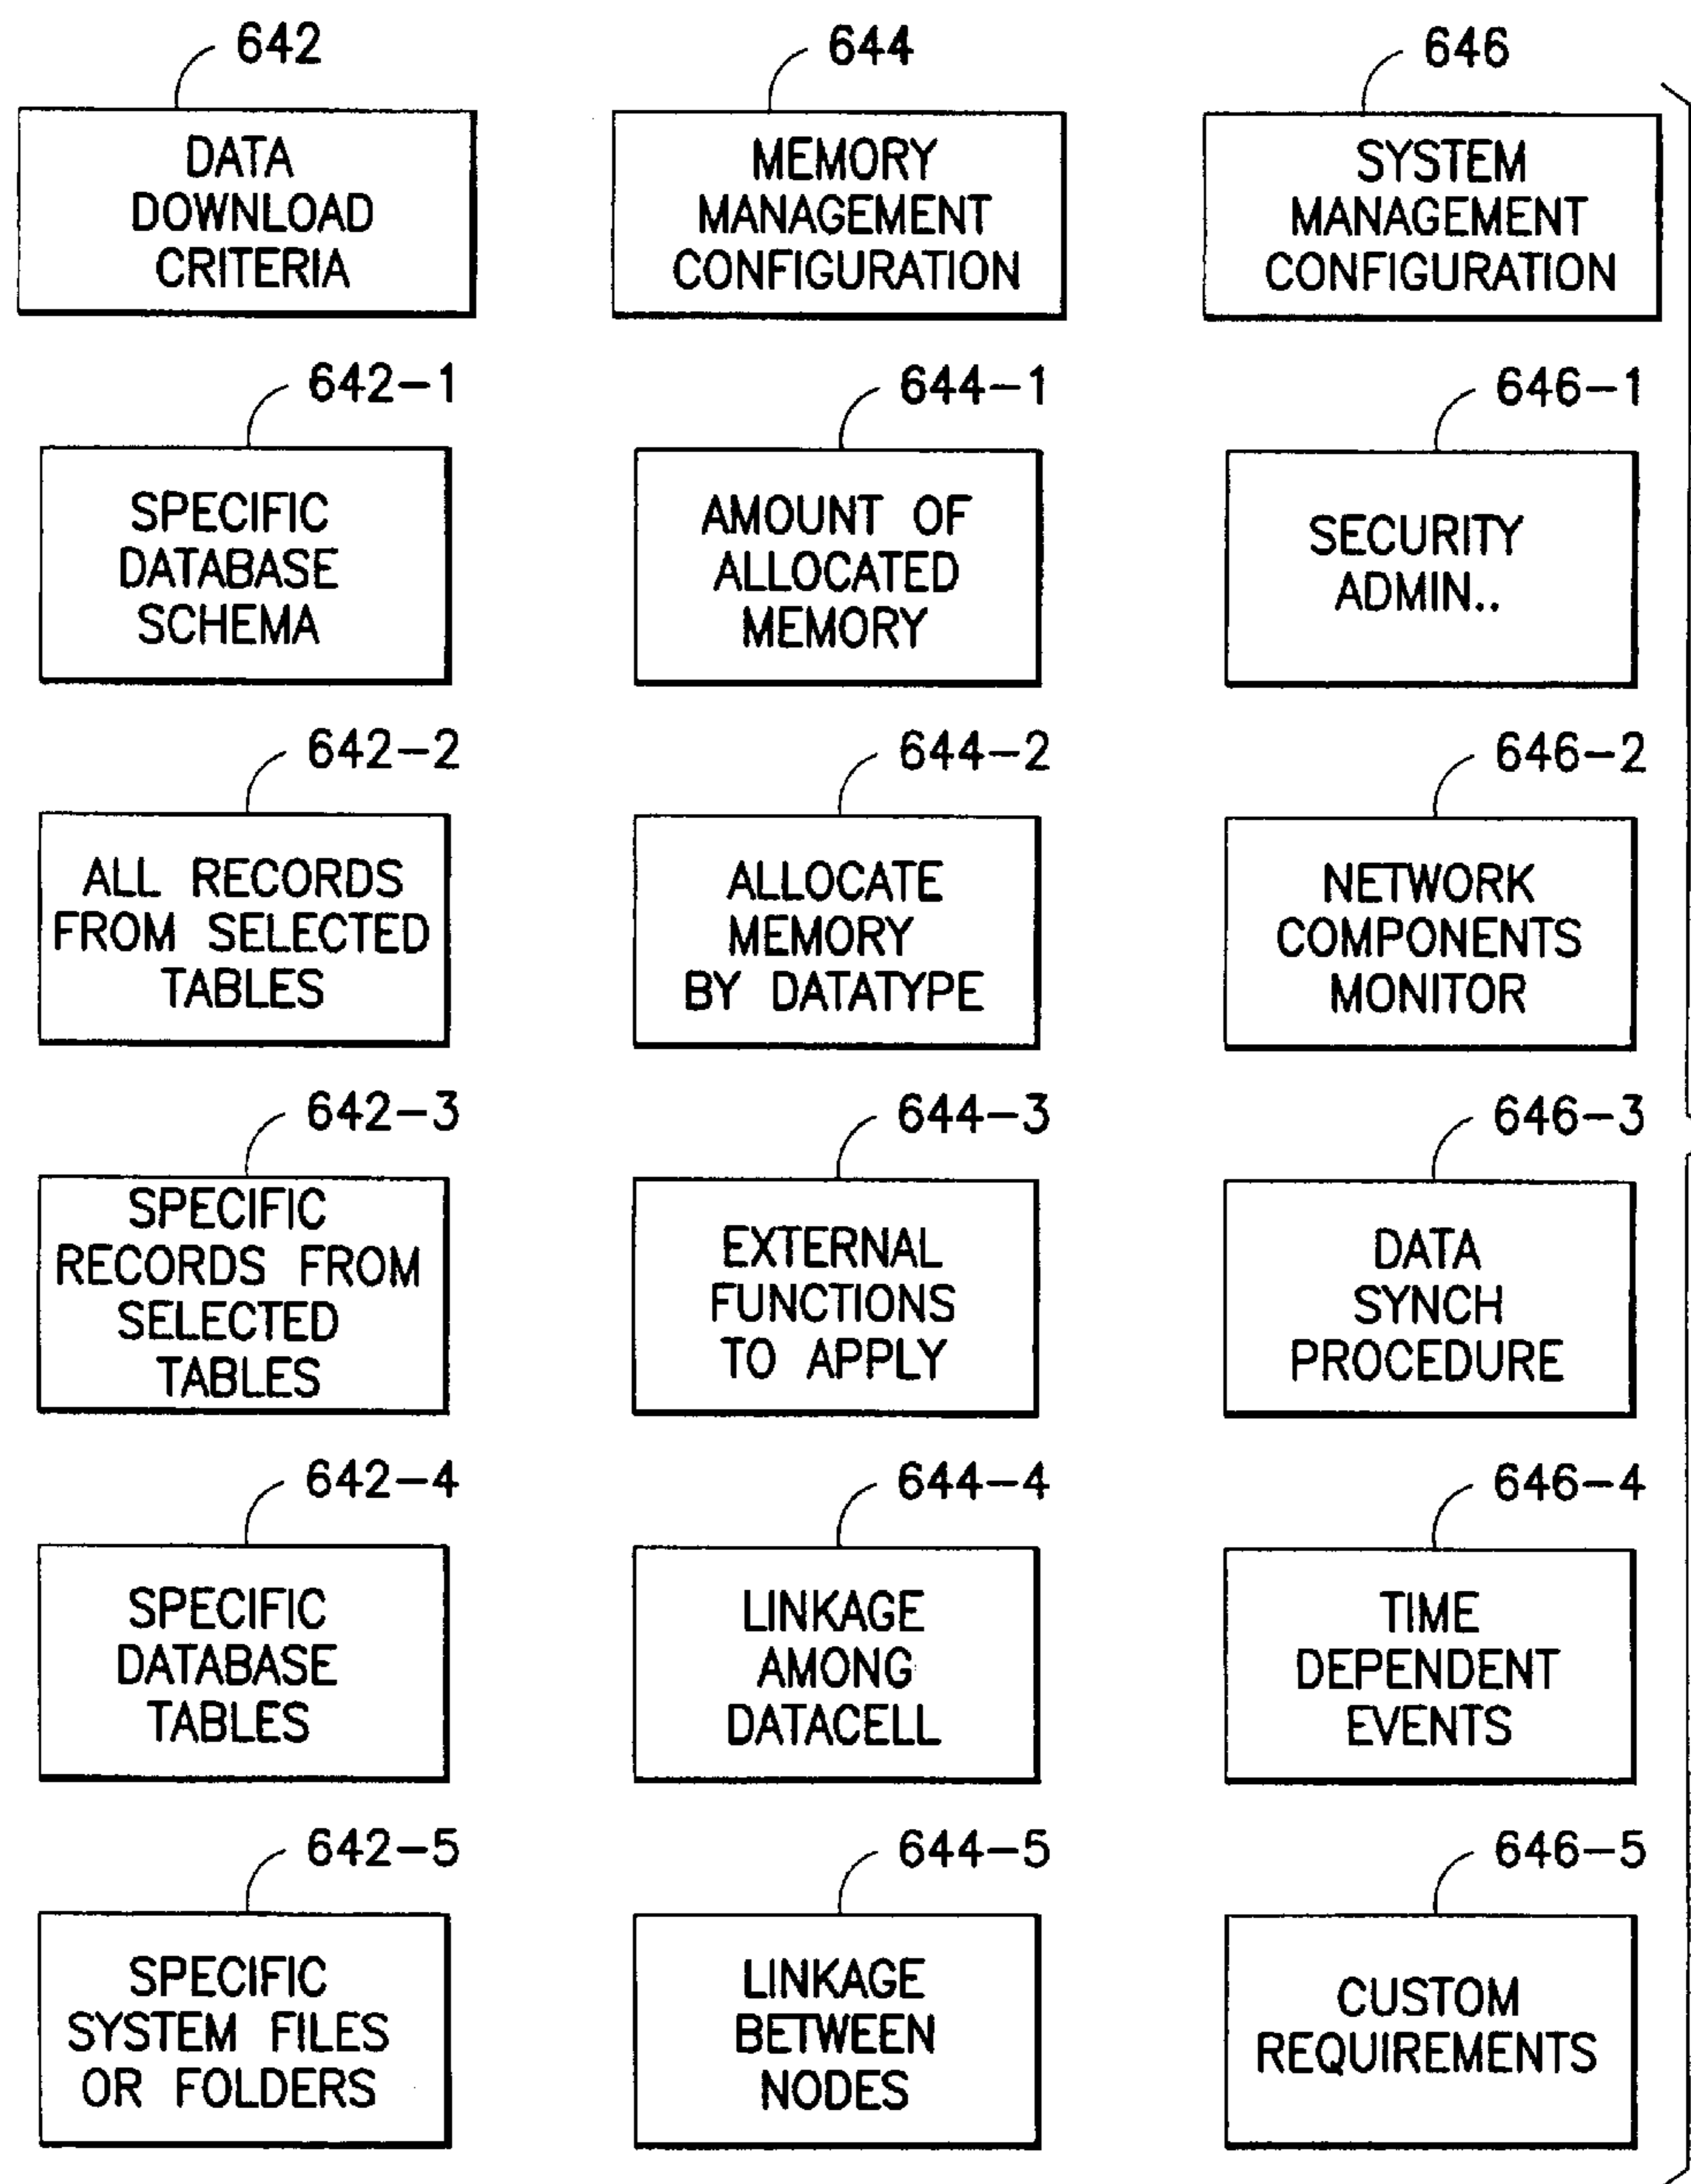 642
DATA
DOWNLOAD
CRITERIA
644
MEMORY
MANAGEMENT
CONFIGURATION
646
SYSTEM
MANAGEMENT
CONFIGURATION
642-1
SPECIFIC
DATABASE
SCHEMA
644-1
AMOUNT OF
ALLOCATED
MEMORY
646-1
SECURITY
ADMIN..
642-2
ALL RECORDS
FROM SELECTED
TABLES
644-2
ALLOCATE
MEMORY
BY DATATYPE
646-2
NETWORK
COMPONENTS
MONITOR
642-3
SPECIFIC
RECORDS FROM
SELECTED
TABLES
644-3
EXTERNAL
FUNCTIONS
TO APPLY
646-3
DATA
SYNCH
PROCEDURE
642-4
SPECIFIC
DATABASE
TABLES
644-4
LINKAGE
AMONG
DATACELL
646-4
TIME
DEPENDENT
EVENTS
642-5
SPECIFIC
SYSTEM FILES
OR FOLDERS
644-5
LINKAGE
BETWEEN
NODES
646-5
CUSTOM
REQUIREMENTS